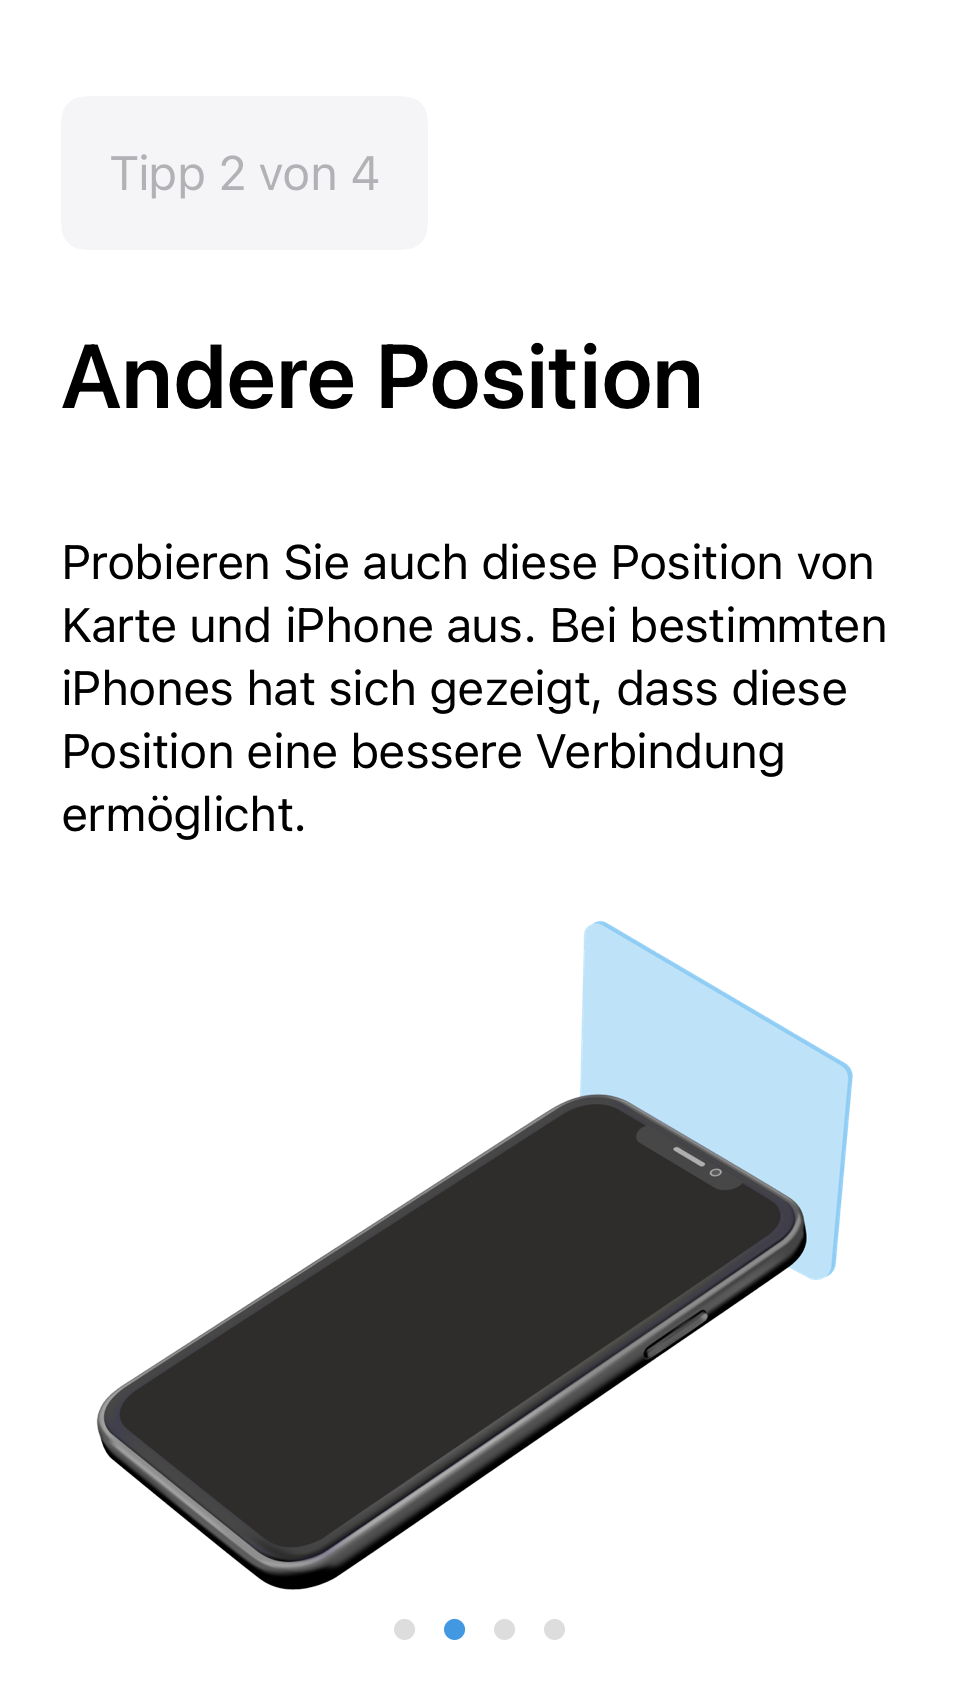 Tipp 2 von 4
Andere Position
Probieren Sie auch diese Position von
Karte und iPhone aus. Bei bestimmten
iPhones hat sich gezeigt, dass diese
Position eine bessere Verbindung
ermöglicht.